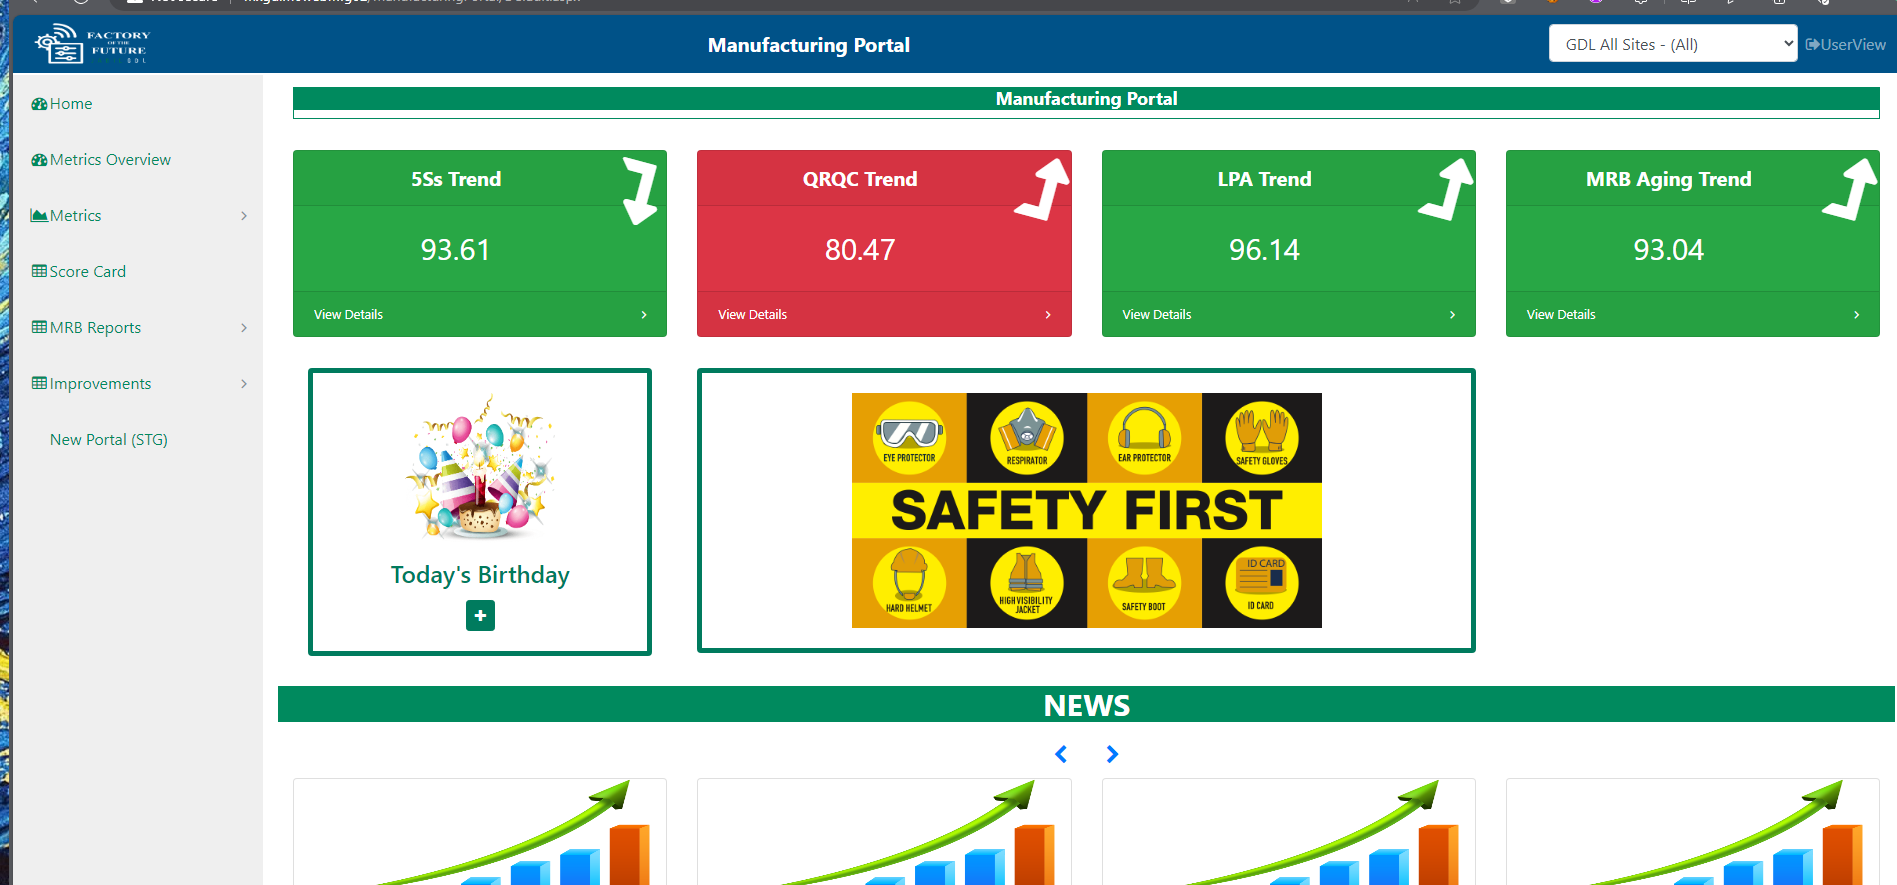 FACTORY
OF THE
FUTURE
GDL
Manufacturing Portal
GDL All Sites - (All)
UserView
Home
Metrics Overview
Metrics
Score Card
MRB Reports
Improvements
New Portal (STG)
Manufacturing Portal
5Ss Trend
93.61
View Details
QRQC Trend
80.47
View Details
LPA Trend
96.14
View Details
MRB Aging Trend
93.04
View Details
Today's Birthday
EYE PROTECTOR
RESPIRATOR
EAR PROTECTOR
SAFETY GLOVES
SAFETY FIRST
HARD HELMET
HIGH VISIBILITY
JACKET
SAFETY BOOT
ID CARD
ID CARD
NEWS